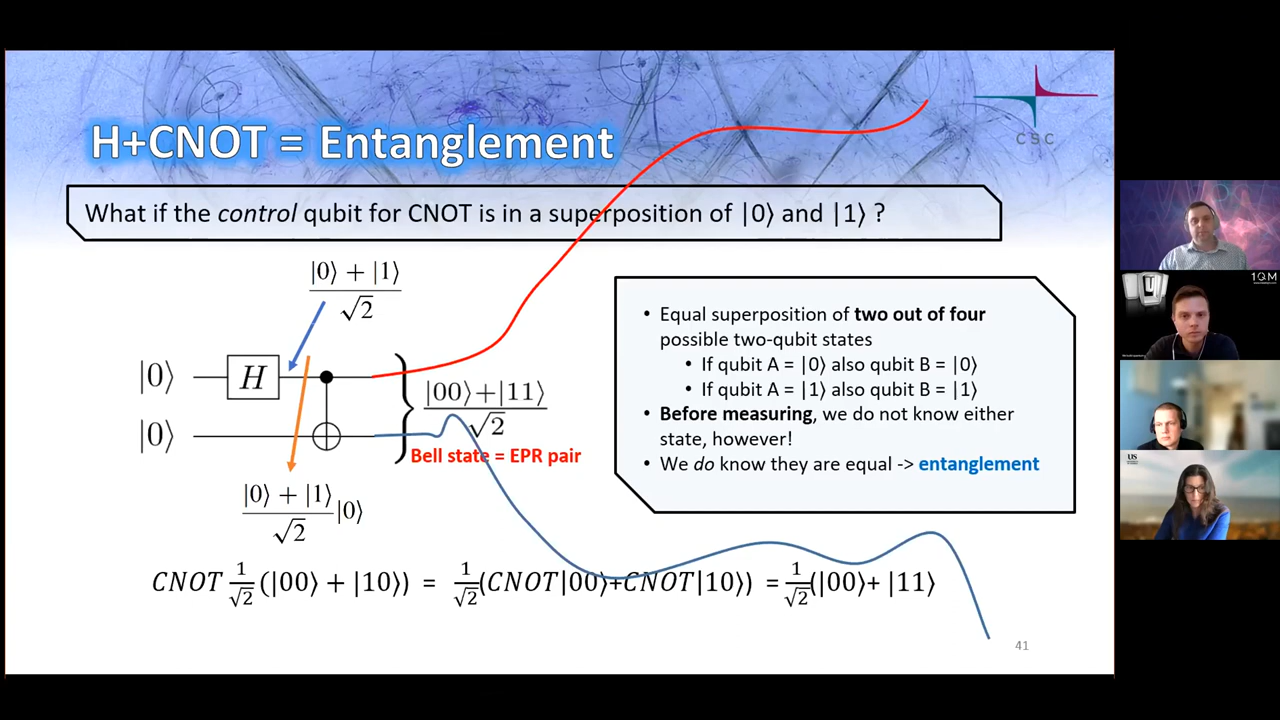 H+CNOT = Entanglement
CSC
What if the control qubit for CNOT is in a superposition of |0⟩ and |1⟩ ?
|0⟩ + |1⟩
√2
|0⟩
H
|0⟩
|00⟩+|11⟩
√2
Bell state = EPR pair
|0⟩ + |1⟩
√2
|0⟩
• Equal superposition of two out of four
possible two-qubit states
• If qubit A = |0⟩ also qubit B = |0⟩
• If qubit A = |1⟩ also qubit B = |1⟩
• Before measuring, we do not know either
state, however!
• We do know they are equal -> entanglement
CNOT 1/√2 (|00⟩ + |10⟩) = 1/√2 (CNOT|00⟩+CNOT|10⟩) = 1/√2 (|00⟩+ |11⟩
41
IQM
US